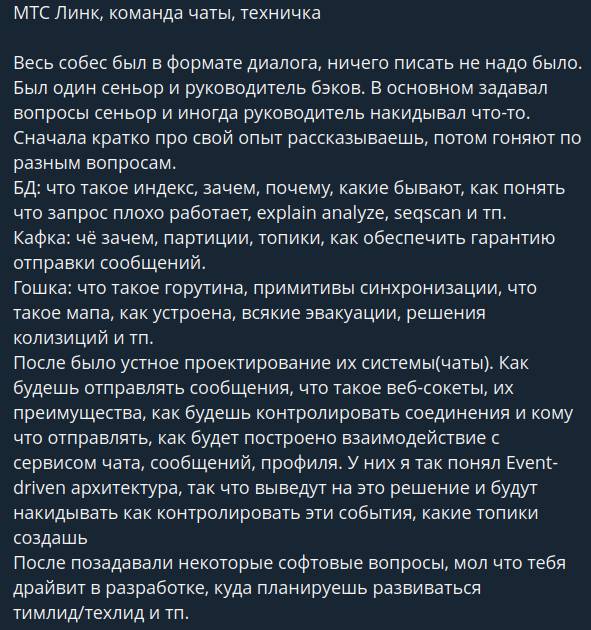 МТС Линк, команда чаты, техничка
Весь собес был в формате диалога, ничего писать не надо было.
Был один сеньор и руководитель бэков. В основном задавал
вопросы сеньор и иногда руководитель накидывал что-то.
Сначала кратко про свой опыт рассказываешь, потом гоняют по
разным вопросам.
БД: что такое индекс, зачем, почему, какие бывают, как понять
что запрос плохо работает, explain analyze, seqscan и тп.
Кафка: чё зачем, партиции, топики, как обеспечить гарантию
отправки сообщений.
Гошка: что такое горутина, примитивы синхронизации, что
такое мапа, как устроена, всякие эвакуации, решения
колизиций и тп.
После было устное проектирование их системы(чаты). Как
будешь отправлять сообщения, что такое веб-сокеты, их
преимущества, как будешь контролировать соединения и кому
что отправлять, как будет построено взаимодействие с
сервисом чата, сообщений, профиля. У них я так понял Event-
driven архитектура, так что выведут на это решение и будут
накидывать как контролировать эти события, какие топики
создашь
После позадавали некоторые софтовые вопросы, мол что тебя
драйвит в разработке, куда планируешь развиваться
тимлид/техлид и тп.